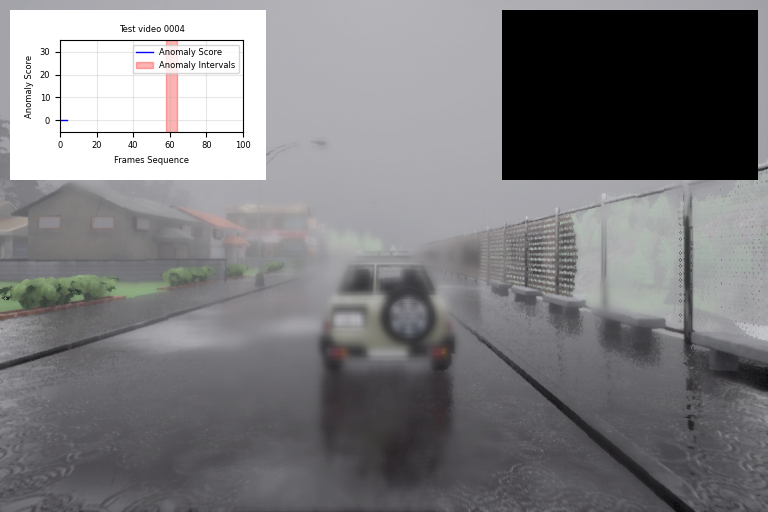 Test video 0004
Anomaly Score
Anomaly Intervals
30
20
10
0
Anomaly Score
0 20 40 60 80 100
Frames Sequence